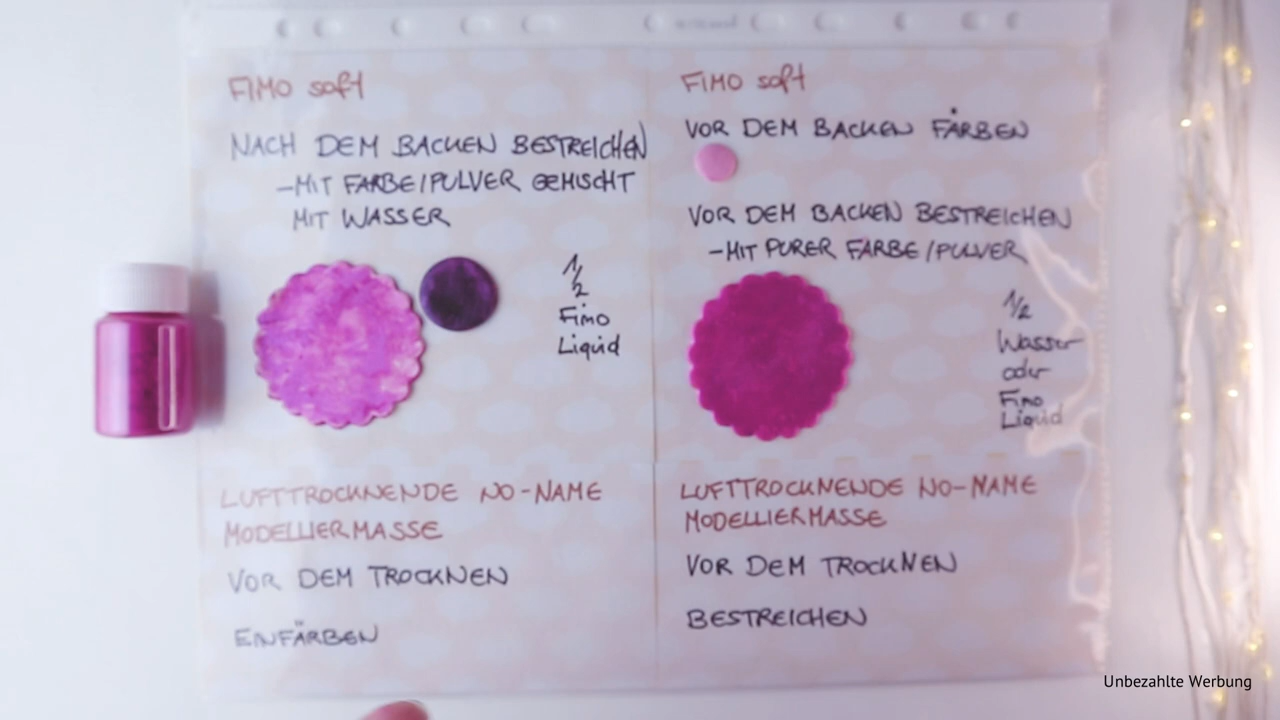 FIMO soft
NACH DEM BACKEN BESTREICHEN
-MIT FARBE/PULVER GEMISCHT
MIT WASSER
1/2
Fimo
Liquid
FIMO soft
VOR DEM BACKEN FÄRBEN
VOR DEM BACKEN BESTREICHEN
-MIT PURER FARBE/PULVER
1/2
Wasser
oder
Fimo
Liquid
LUFTTROCKNENDE NO-NAME
MODELLIERMASSE
VOR DEM TROCKNEN
EINFÄRBEN
LUFTTROCKNENDE NO-NAME
MODELLIERMASSE
VOR DEM TROCKNEN
BESTREICHEN
Unbezahlte Werbung